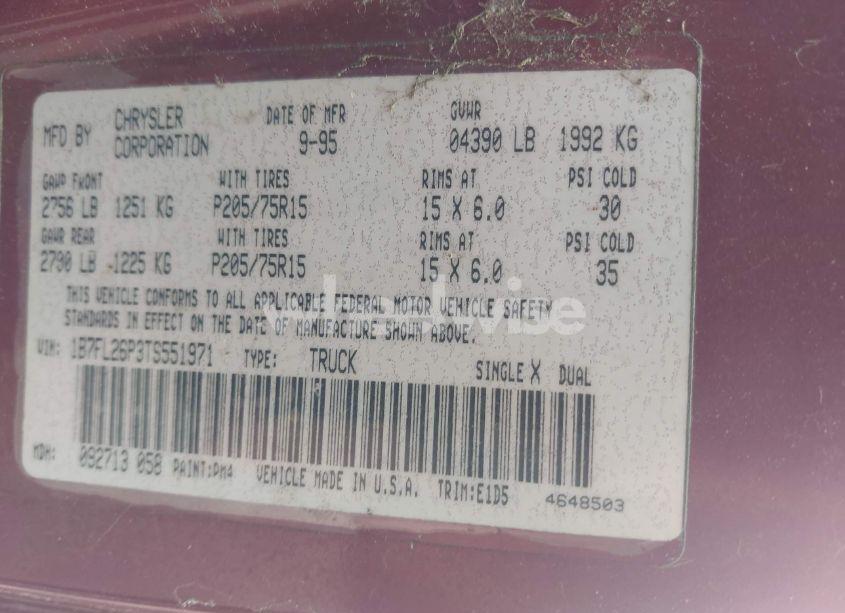 MFD BY CHRYSLER CORPORATION DATE OF MFR 9-95 GVWR 04390 LB 1992 KG
GAWR FRONT WITH TIRES RIMS AT PSI COLD
2756 LB 1251 KG P205/75R15 15 X 6.0 30
GAWR REAR WITH TIRES RIMS AT PSI COLD
2790 LB 1225 KG P205/75R15 15 X 6.0 35
THIS VEHICLE CONFORMS TO ALL APPLICABLE FEDERAL MOTOR VEHICLE SAFETY
STANDARDS IN EFFECT ON THE DATE OF MANUFACTURE SHOWN ABOVE.
VIN: 1B7FL26P3TS551971 TYPE: TRUCK SINGLE X DUAL
MDH: 092713 058 PAINT:PM4 VEHICLE MADE IN U.S.A. TRIM:E1D5 4648503